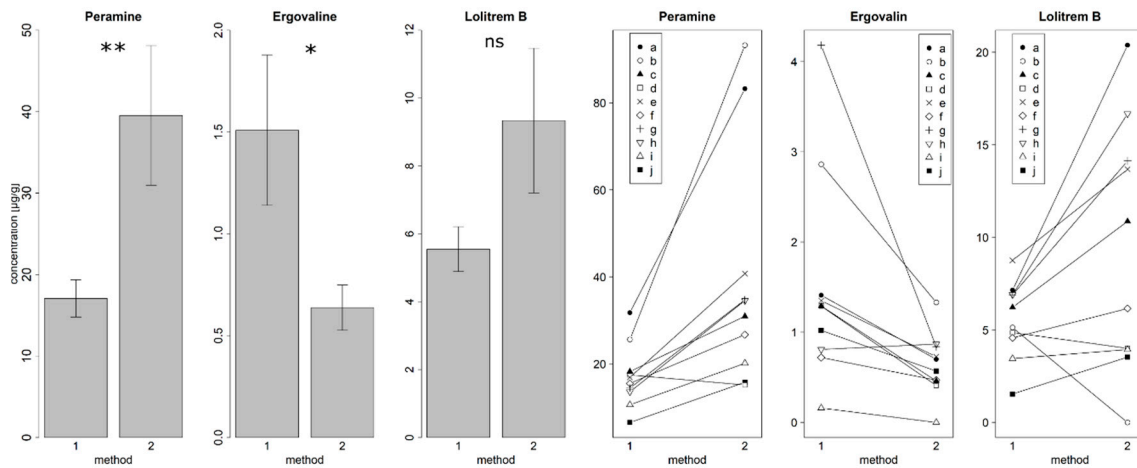 Peramine
Ergovaline
Lolitrem B
Peramine
Ergovalin
Lolitrem B
**
*
ns
concentration (µg/g)
0
10
20
30
40
50
1
2
method
0.0
0.5
1.0
1.5
2.0
1
2
method
0
2
4
6
8
10
12
1
2
method
20
40
60
80
a
b
c
d
e
f
g
h
i
j
1
2
method
0
1
2
3
4
a
b
c
d
e
f
g
h
i
j
1
2
method
0
5
10
15
20
a
b
c
d
e
f
g
h
i
j
1
2
method